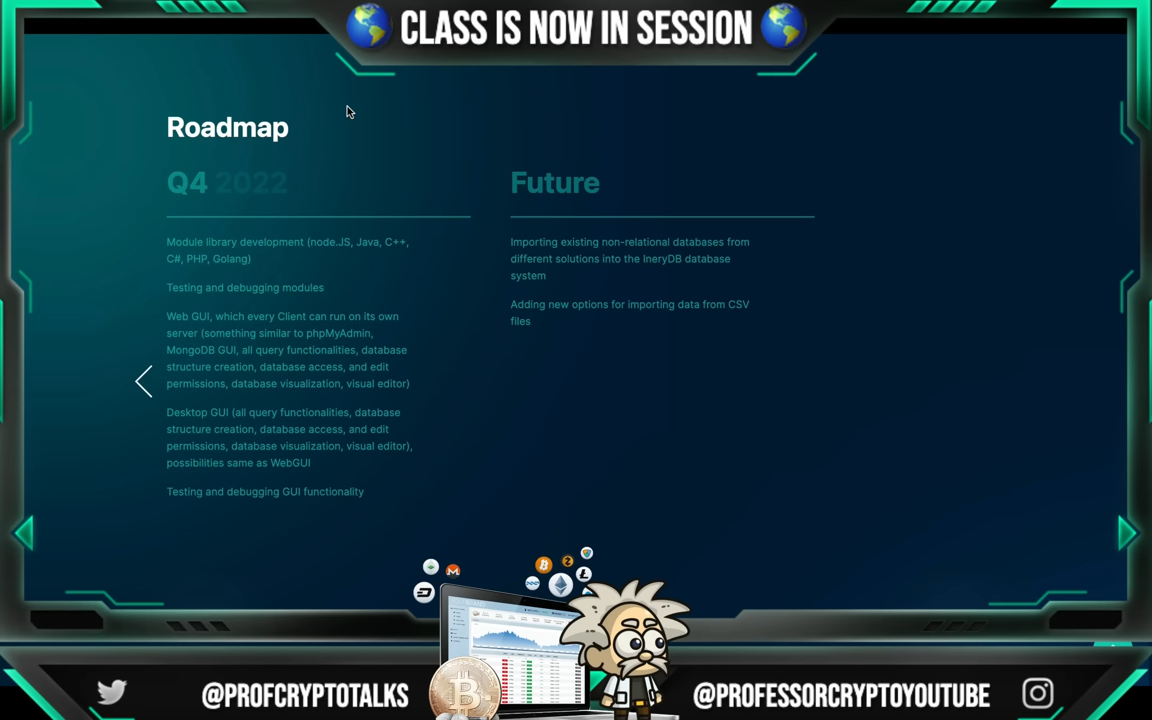 CLASS IS NOW IN SESSION
Roadmap
Q4 2022
Module library development (node.JS, Java, C++,
C#, PHP, Golang)
Testing and debugging modules
Web GUI, which every Client can run on its own
server (something similar to phpMyAdmin,
MongoDB GUI, all query functionalities, database
structure creation, database access, and edit
permissions, database visualization, visual editor)
Desktop GUI (all query functionalities, database
structure creation, database access, and edit
permissions, database visualization, visual editor),
possibilities same as WebGUI
Testing and debugging GUI functionality
Future
Importing existing non-relational databases from
different solutions into the IneryDB database
system
Adding new options for importing data from CSV
files
@PROFCRYPTOTALKS
@PROFESSORCRYPTOYOUTUBE